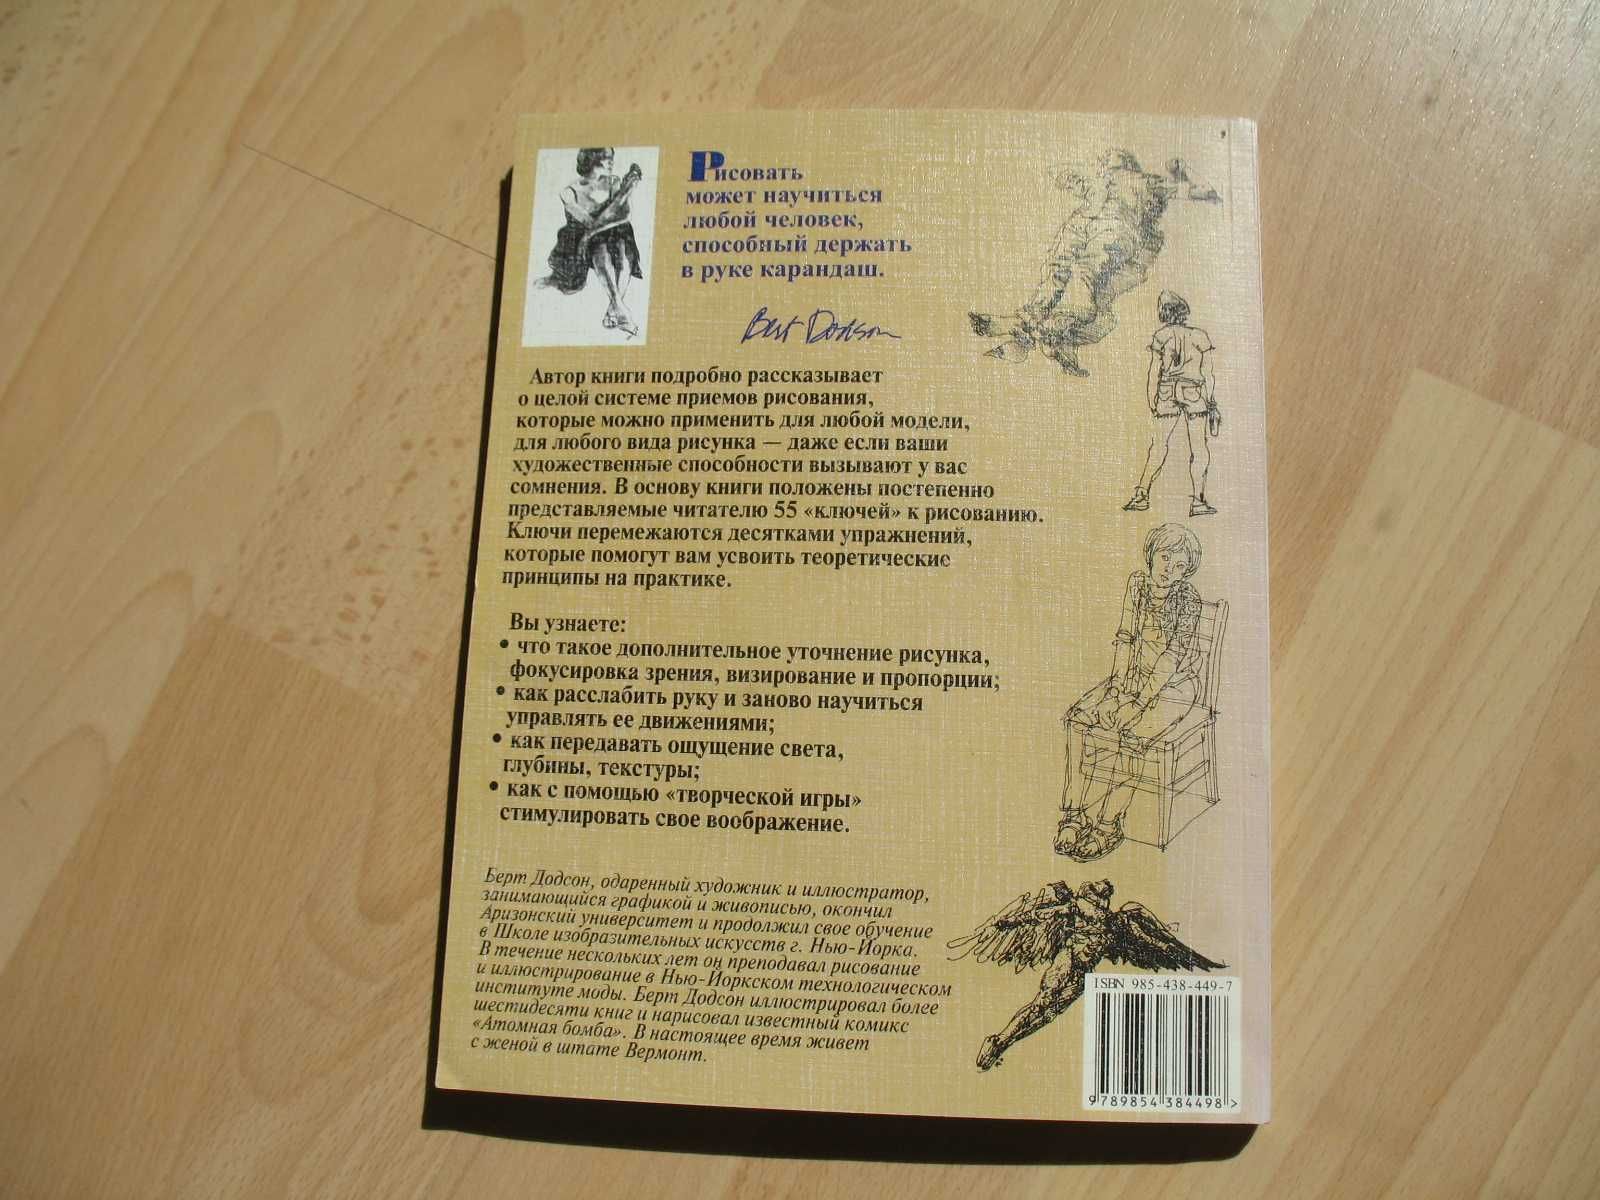 Рисовать
может научиться
любой человек,
способный держать
в руке карандаш.
Bert Dodson
Автор книги подробно рассказывает
о целой системе приемов рисования,
которые можно применить для любой модели,
для любого вида рисунка — даже если ваши
художественные способности вызывают у вас
сомнения. В основу книги положены постепенно
представляемые читателю 55 «ключей» к рисованию.
Ключи перемежаются десятками упражнений,
которые помогут вам усвоить теоретические
принципы на практике.
Вы узнаете:
• что такое дополнительное уточнение рисунка,
фокусировка зрения, визирование и пропорции;
• как расслабить руку и заново научиться
управлять ее движениями;
• как передавать ощущение света,
глубины, текстуры;
• как с помощью «творческой игры»
стимулировать свое воображение.
Берт Додсон, одаренный художник и иллюстратор,
занимающийся графикой и живописью, окончил
Аризонский университет и продолжил свое обучение
в Школе изобразительных искусств г. Нью-Йорка.
В течение нескольких лет он преподавал рисование
и иллюстрирование в Нью-Йоркском технологическом
институте моды. Берт Додсон иллюстрировал более
шестидесяти книг и нарисовал известный комикс
«Атомная бомба». В настоящее время живет
с женой в штате Вермонт.
ISBN 985-438-449-7
9 789854 384498 >